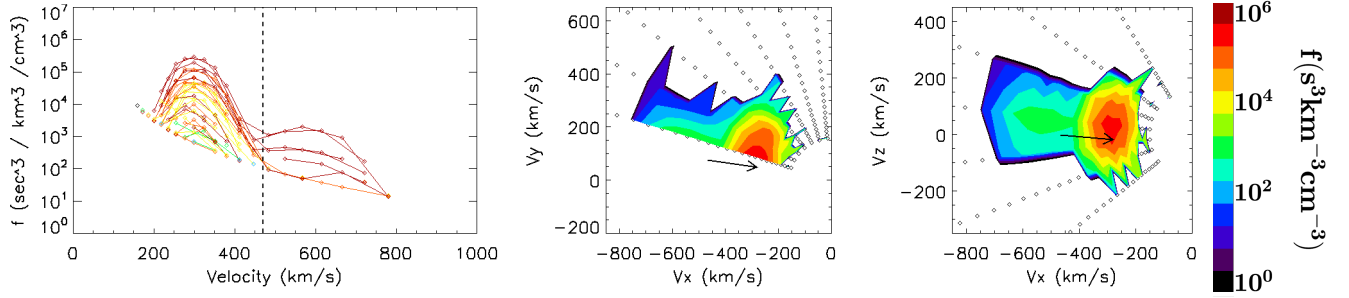 f (sec^3 / km^3 /cm^3)
10^7
10^6
10^5
10^4
10^3
10^2
10^1
10^0
0 200 400 600 800 1000
Velocity (km/s)
Vy (km/s)
600
400
200
0
−200
−800 −600 −400 −200 0
Vx (km/s)
Vz (km/s)
400
200
0
−200
−800 −600 −400 −200 0
Vx (km/s)
10^6
10^4
10^2
10^0
f(s^3km^−3cm^−3)